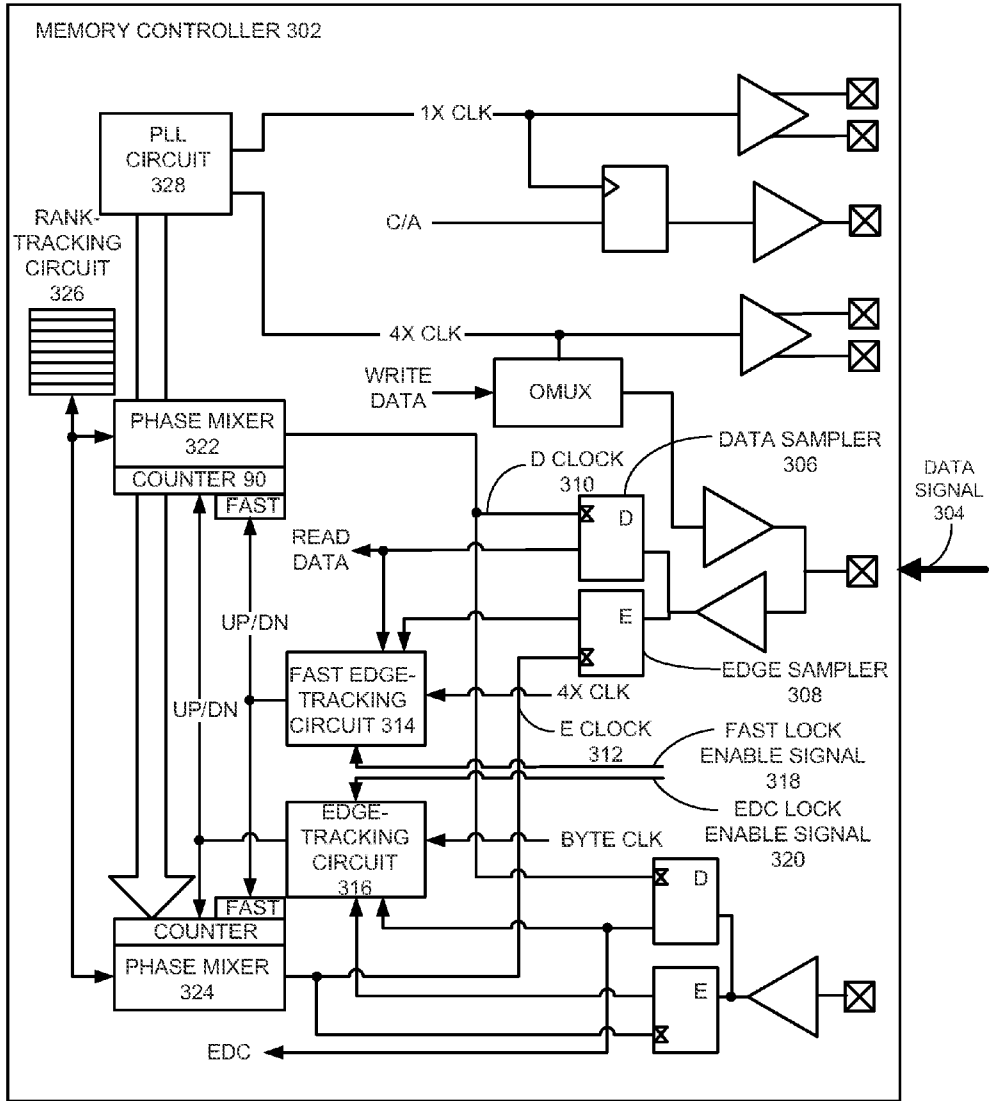 MEMORY CONTROLLER 302
PLL
CIRCUIT
328
1X CLK
C/A
RANK-
TRACKING
CIRCUIT
326
4X CLK
WRITE
DATA
OMUX
PHASE MIXER
322
COUNTER 90
FAST
D CLOCK
310
DATA SAMPLER
306
D
DATA
SIGNAL
304
READ
DATA
E
UP/DN
EDGE SAMPLER
308
FAST EDGE-
TRACKING
CIRCUIT 314
4X CLK
UP/DN
E CLOCK
312
FAST LOCK
ENABLE SIGNAL
318
EDGE-
TRACKING
CIRCUIT
316
BYTE CLK
EDC LOCK
ENABLE SIGNAL
320
D
FAST
COUNTER
PHASE MIXER
324
E
EDC